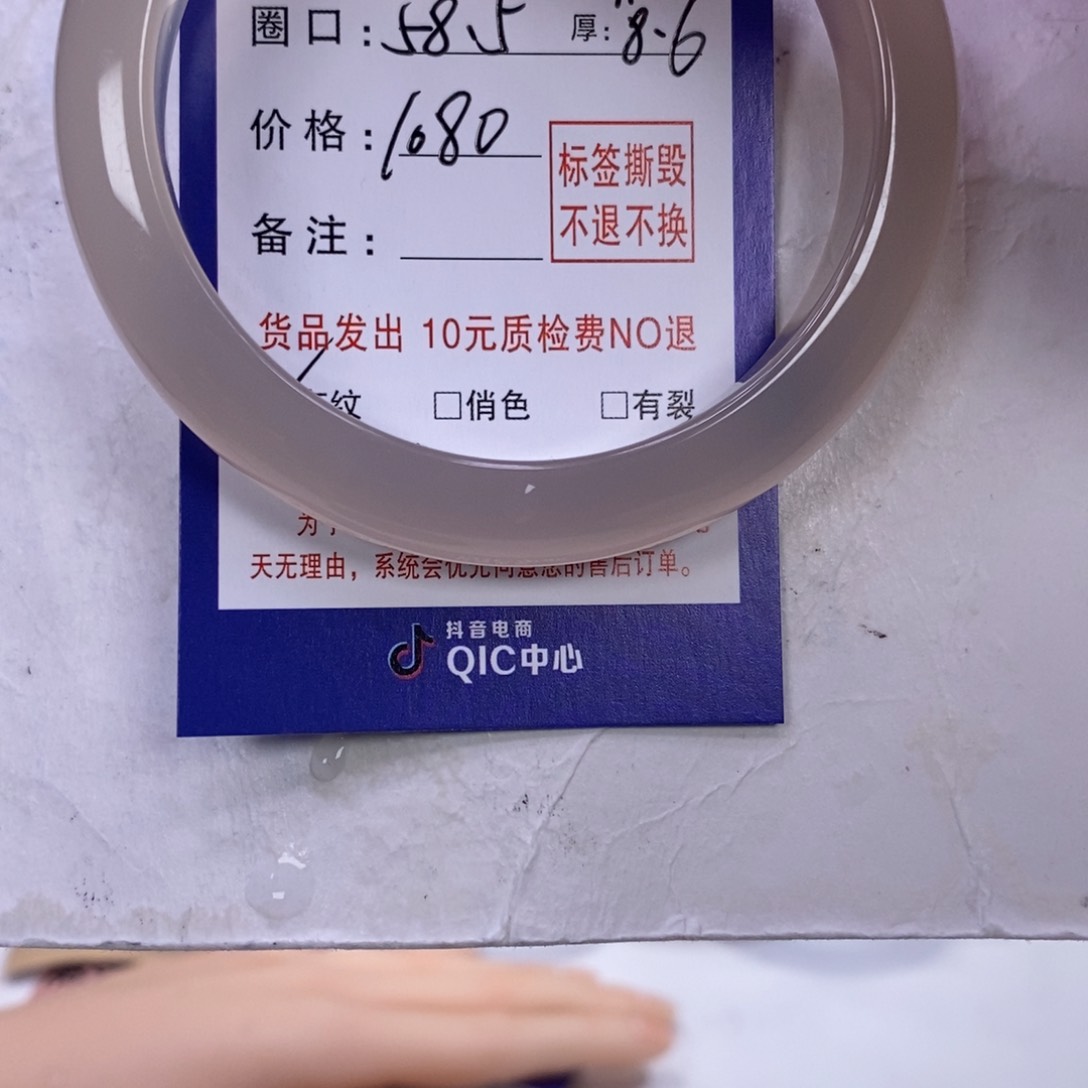 圈口：58.5 厚：8.6
价格：1080
标签撕毁
不退不换
备注：
货品发出 10元质检费NO退
纹 □俏色 □有裂
为
天无理由，系统会优先同意您的售后订单。
抖音电商
QIC中心